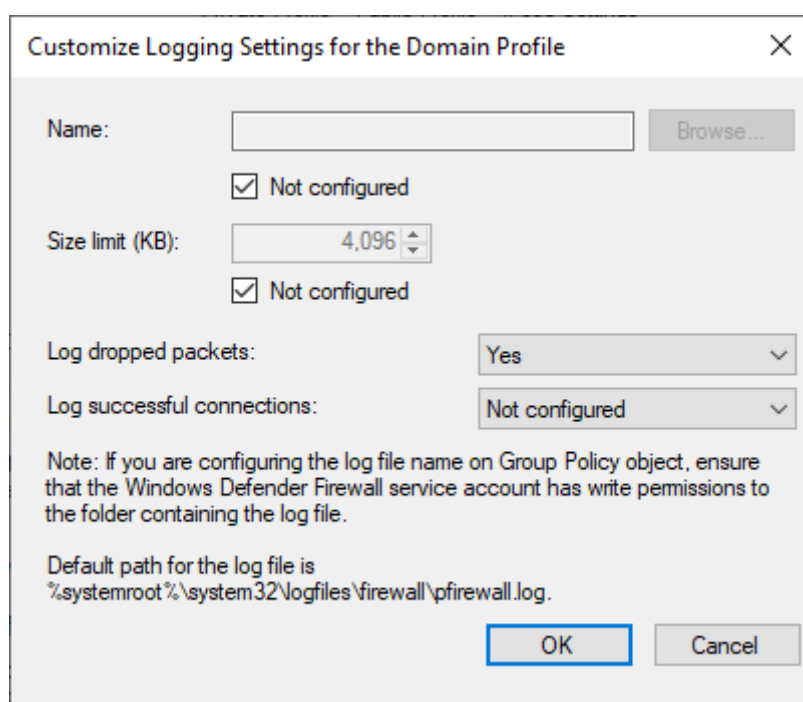 Customize Logging Settings for the Domain Profile
Name:
Browse...
Not configured
Size limit (KB):
4,096
Not configured
Log dropped packets:
Yes
Log successful connections:
Not configured
Note: If you are configuring the log file name on Group Policy object, ensure
that the Windows Defender Firewall service account has write permissions to
the folder containing the log file.
Default path for the log file is
%systemroot%\system32\logfiles\firewall\pfirewall.log.
OK
Cancel